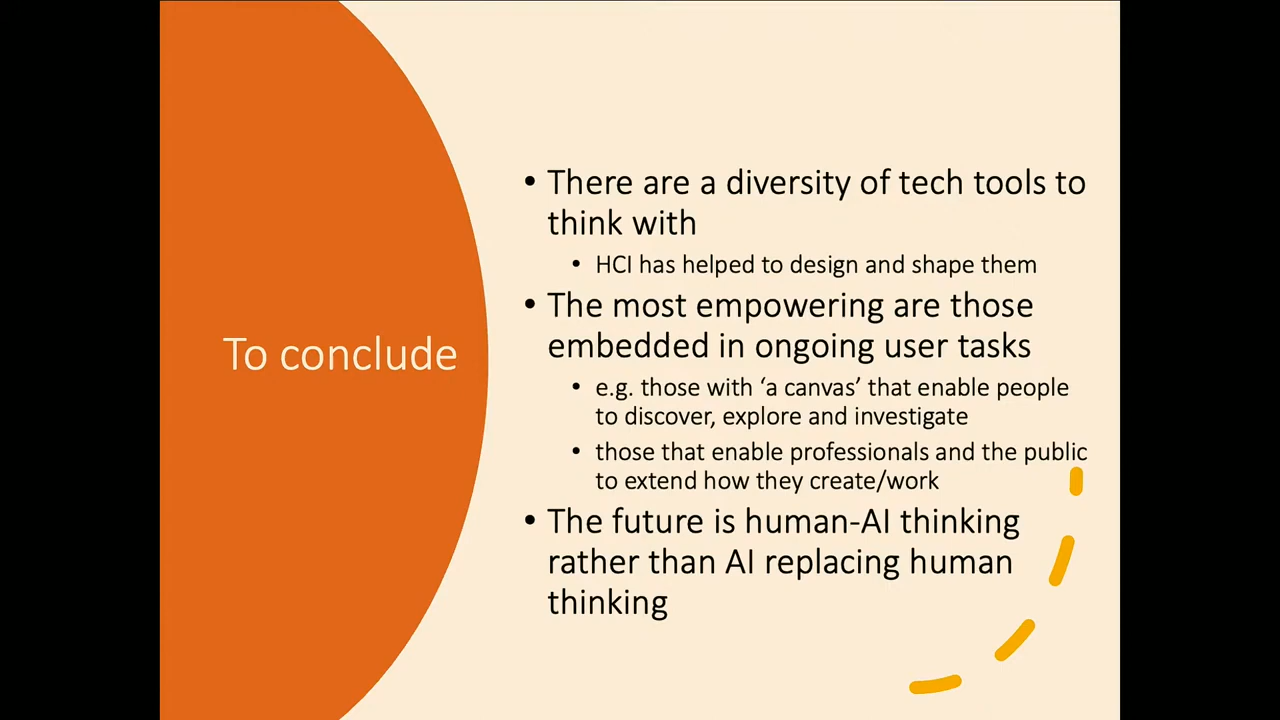 To conclude
• There are a diversity of tech tools to
think with
• HCI has helped to design and shape them
• The most empowering are those
embedded in ongoing user tasks
• e.g. those with ‘a canvas’ that enable people
to discover, explore and investigate
• those that enable professionals and the public
to extend how they create/work
• The future is human-AI thinking
rather than AI replacing human
thinking